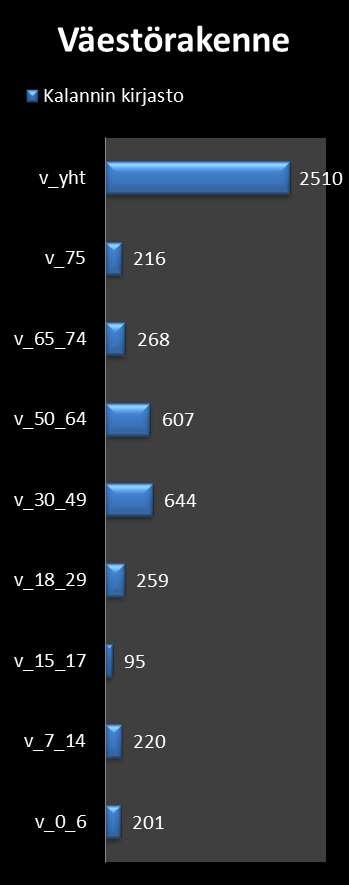 Väestörakenne
Kalannin kirjasto
v_yht 2510
v_75 216
v_65_74 268
v_50_64 607
v_30_49 644
v_18_29 259
v_15_17 95
v_7_14 220
v_0_6 201